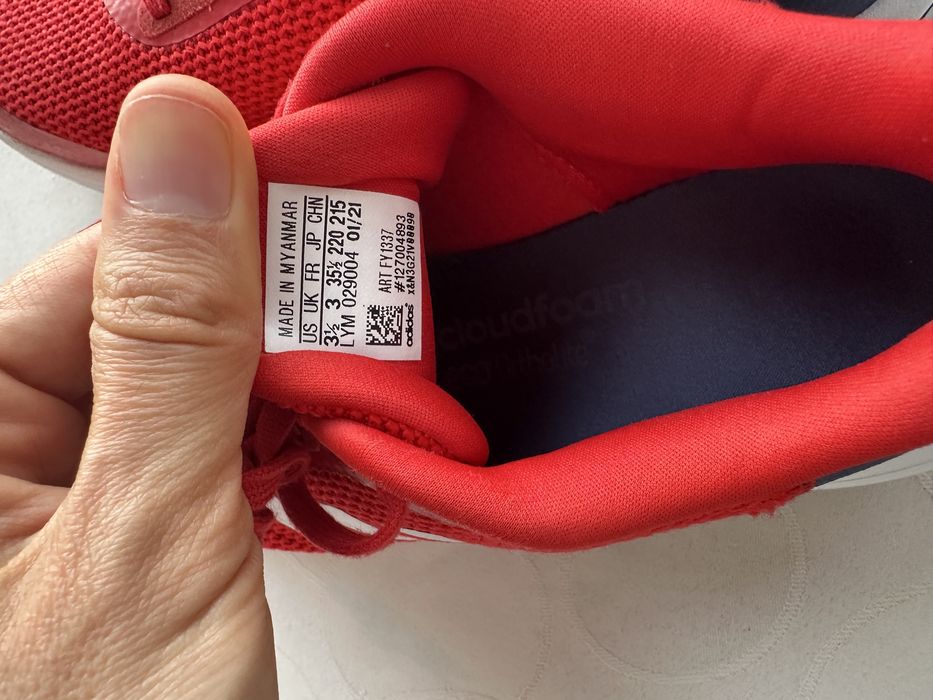 MADE IN MYANMAR
US UK FR JP CHN
3½ 3 35½ 220 215
LYM 029004 01/21
ART FY1337
#127004893
adidas
cloudfoam